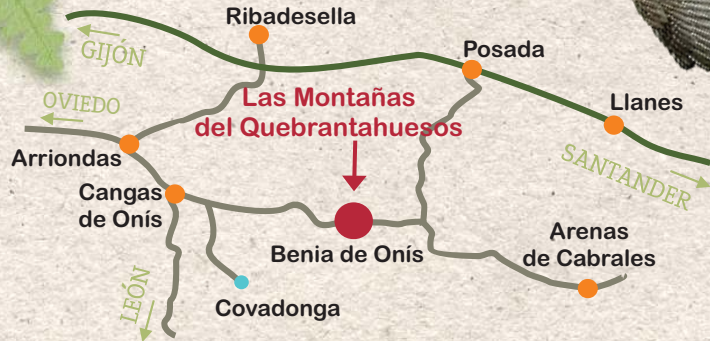 Ribadesella
GIJÓN
Posada
OVIEDO
Las Montañas
del Quebrantahuesos
Llanes
Arriondas
SANTANDER
Cangas
de Onís
Benia de Onís
Arenas
de Cabrales
LEÓN
Covadonga